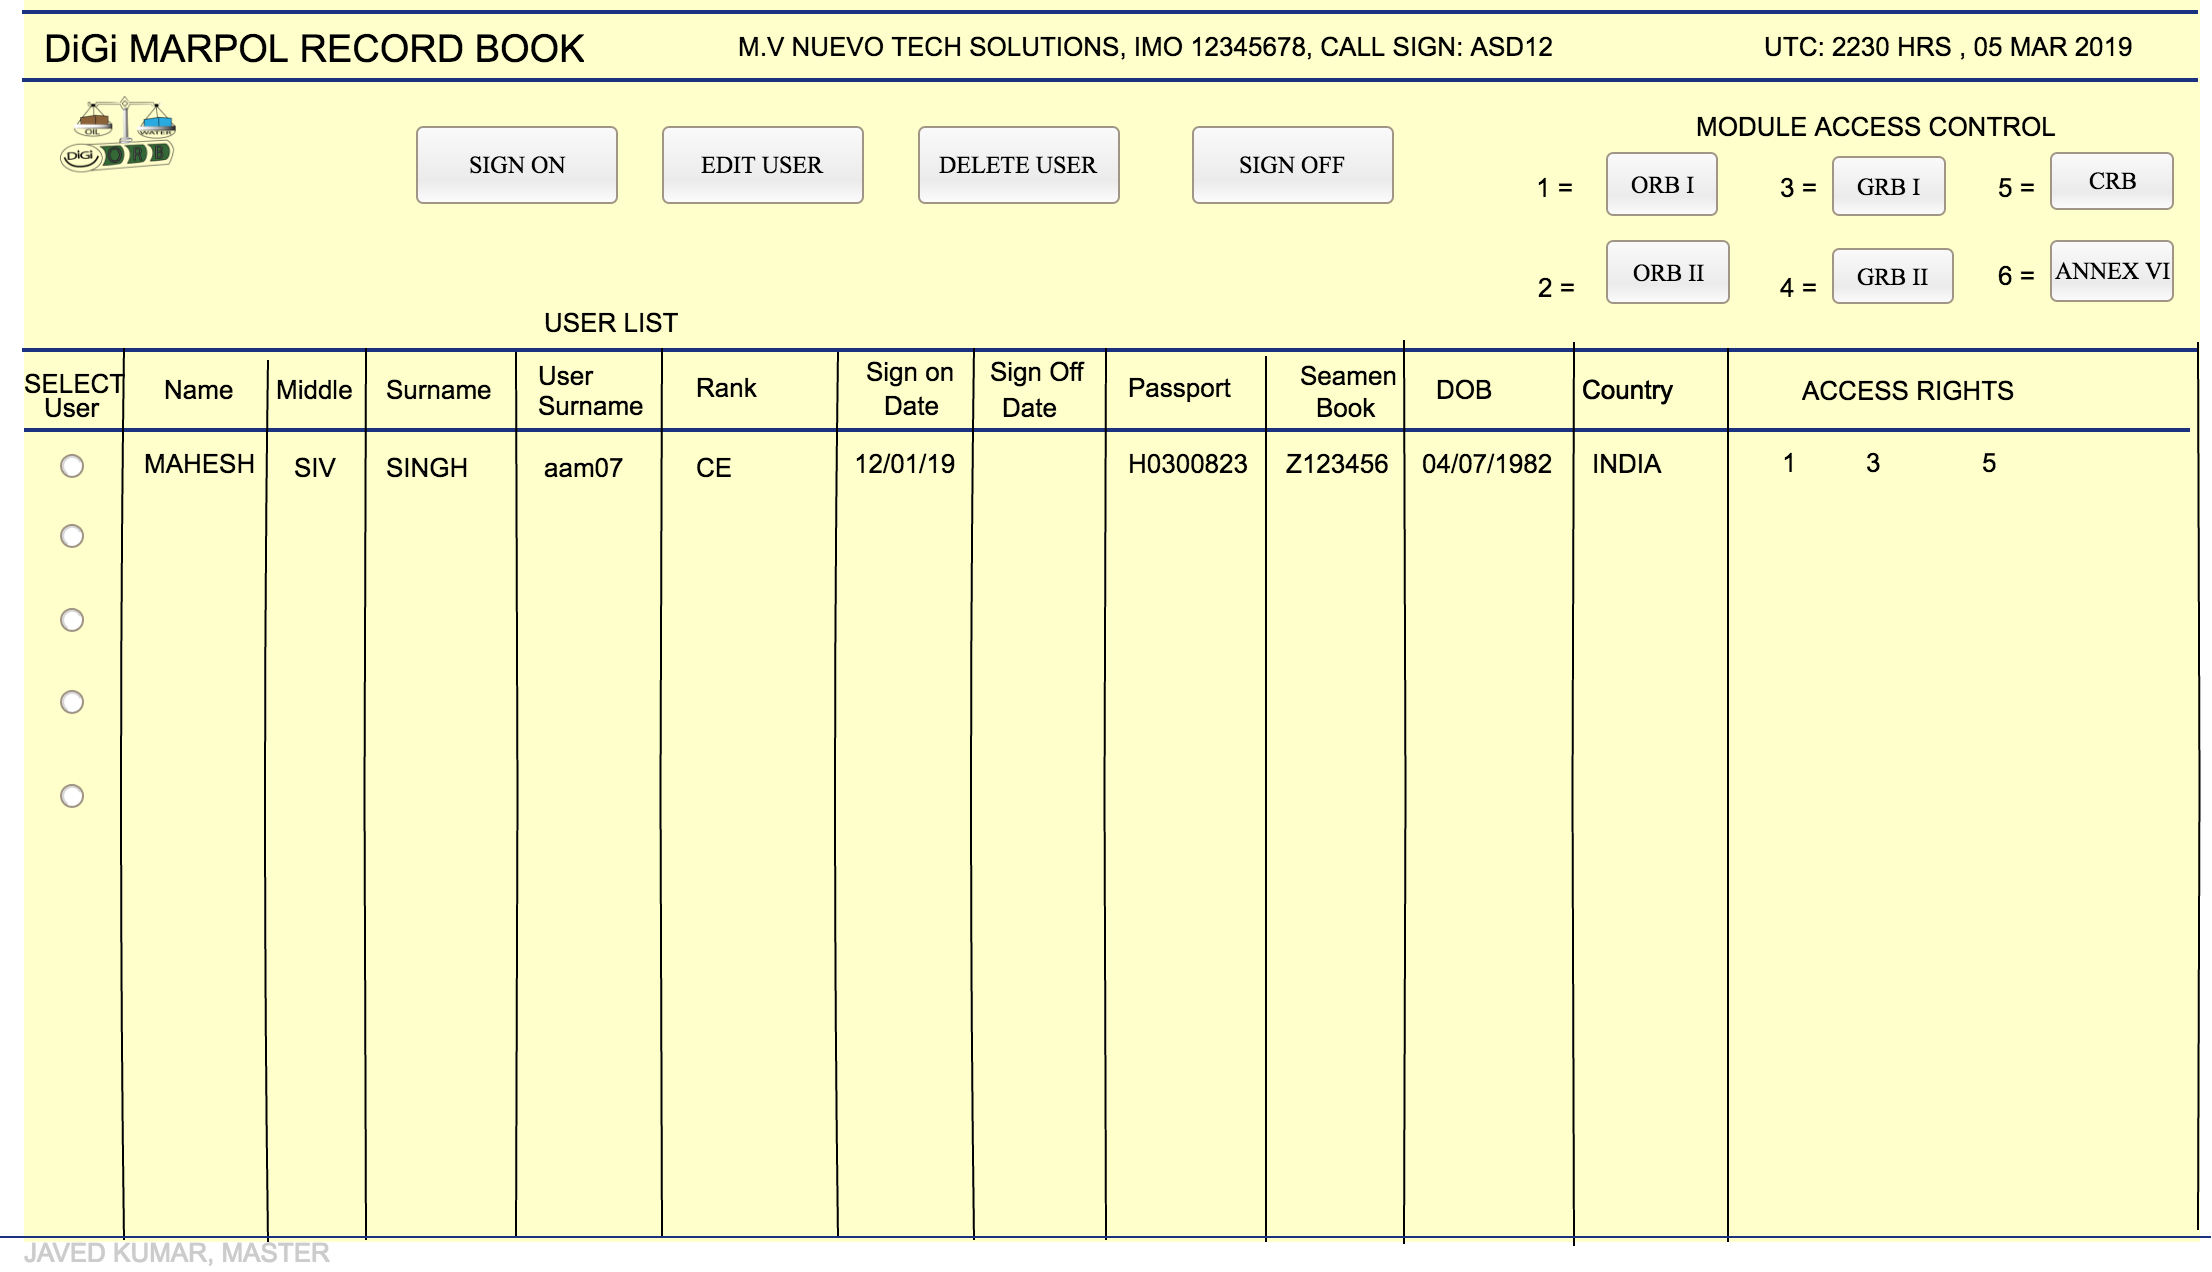 DiGi MARPOL RECORD BOOK
M.V NUEVO TECH SOLUTIONS, IMO 12345678, CALL SIGN: ASD12
UTC: 2230 HRS , 05 MAR 2019
OIL WATER
DiGi ORB
SIGN ON
EDIT USER
DELETE USER
SIGN OFF
MODULE ACCESS CONTROL
1 = ORB I 3 = GRB I 5 = CRB
2 = ORB II 4 = GRB II 6 = ANNEX VI
USER LIST
SELECT
User
Name
Middle
Surname
User
Surname
Rank
Sign on
Date
Sign Off
Date
Passport
Seamen
Book
DOB
Country
ACCESS RIGHTS
MAHESH SIV SINGH aam07 CE 12/01/19 H0300823 Z123456 04/07/1982 INDIA 1 3 5
JAVED KUMAR, MASTER